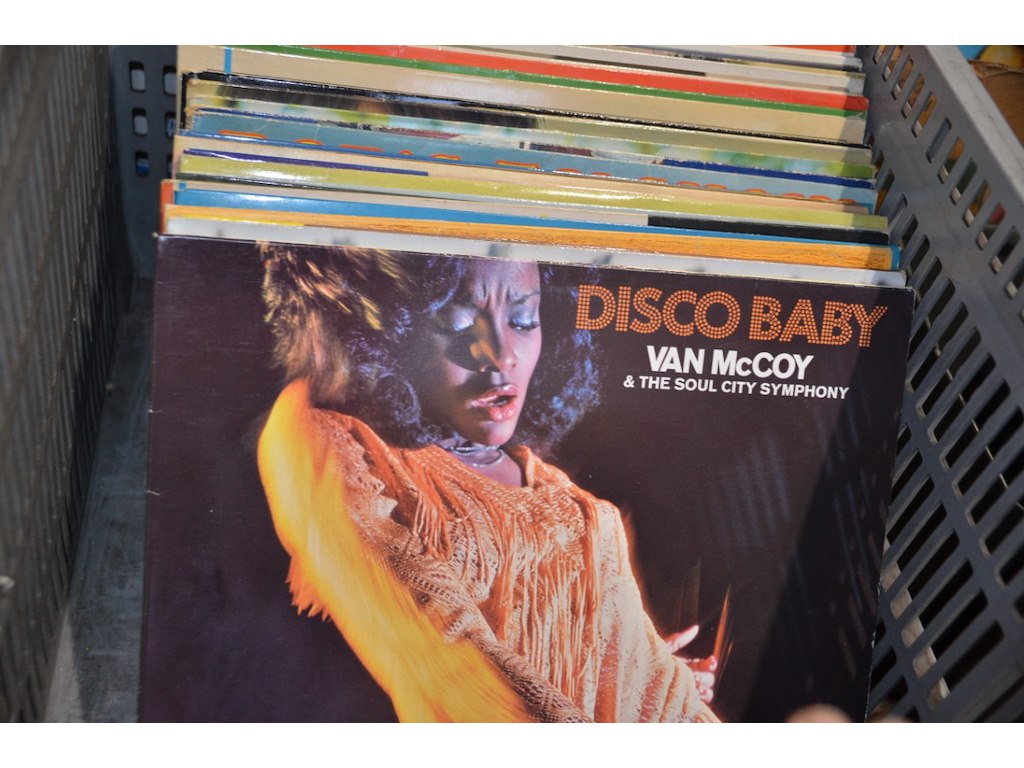 DISCO BABY
VAN McCOY
& THE SOUL CITY SYMPHONY